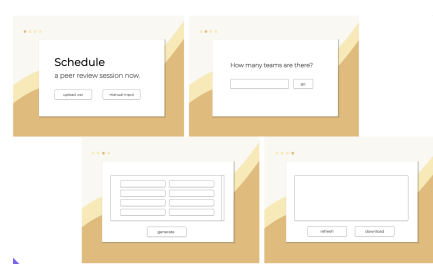 Schedule
a peer review session now.
upload .csv
manual input
How many teams are there?
go
generate
refresh
download